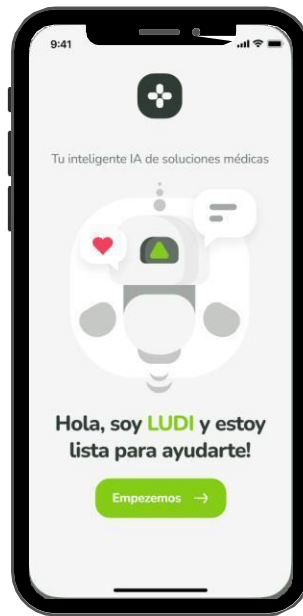 9:41
Tu inteligente IA de soluciones médicas
Hola, soy LUDI y estoy
lista para ayudarte!
Empezemos